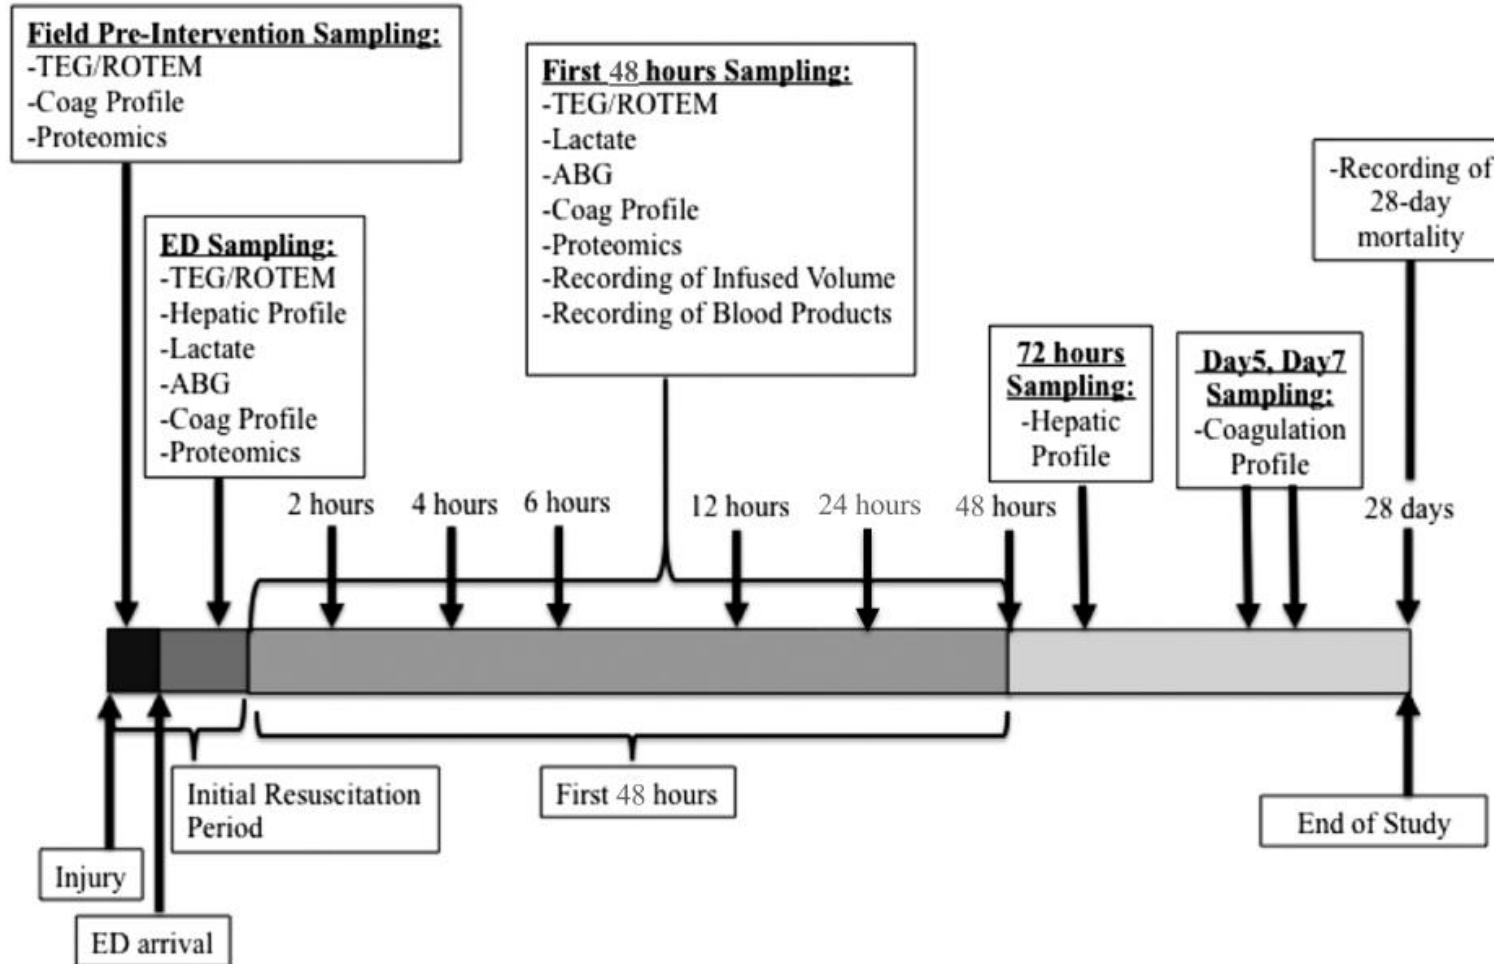 Field Pre-Intervention Sampling:
-TEG/ROTEM
-Coag Profile
-Proteomics
ED Sampling:
-TEG/ROTEM
-Hepatic Profile
-Lactate
-ABG
-Coag Profile
-Proteomics
First 48 hours Sampling:
-TEG/ROTEM
-Lactate
-ABG
-Coag Profile
-Proteomics
-Recording of Infused Volume
-Recording of Blood Products
72 hours
Sampling:
-Hepatic
Profile
Day5, Day7
Sampling:
-Coagulation
Profile
-Recording of
28-day
mortality
2 hours
4 hours
6 hours
12 hours
24 hours
48 hours
28 days
Initial Resuscitation
Period
First 48 hours
End of Study
Injury
ED arrival